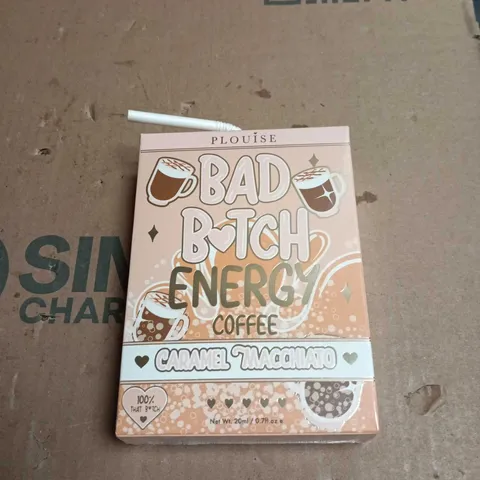 PLOUISE
BAD
B♥TCH
ENERGY
COFFEE
CARAMEL MACCHIATO
100%
THAT B♥TCH
Net Wt. 20ml / 0.7fl oz.e
SIM
CHAR